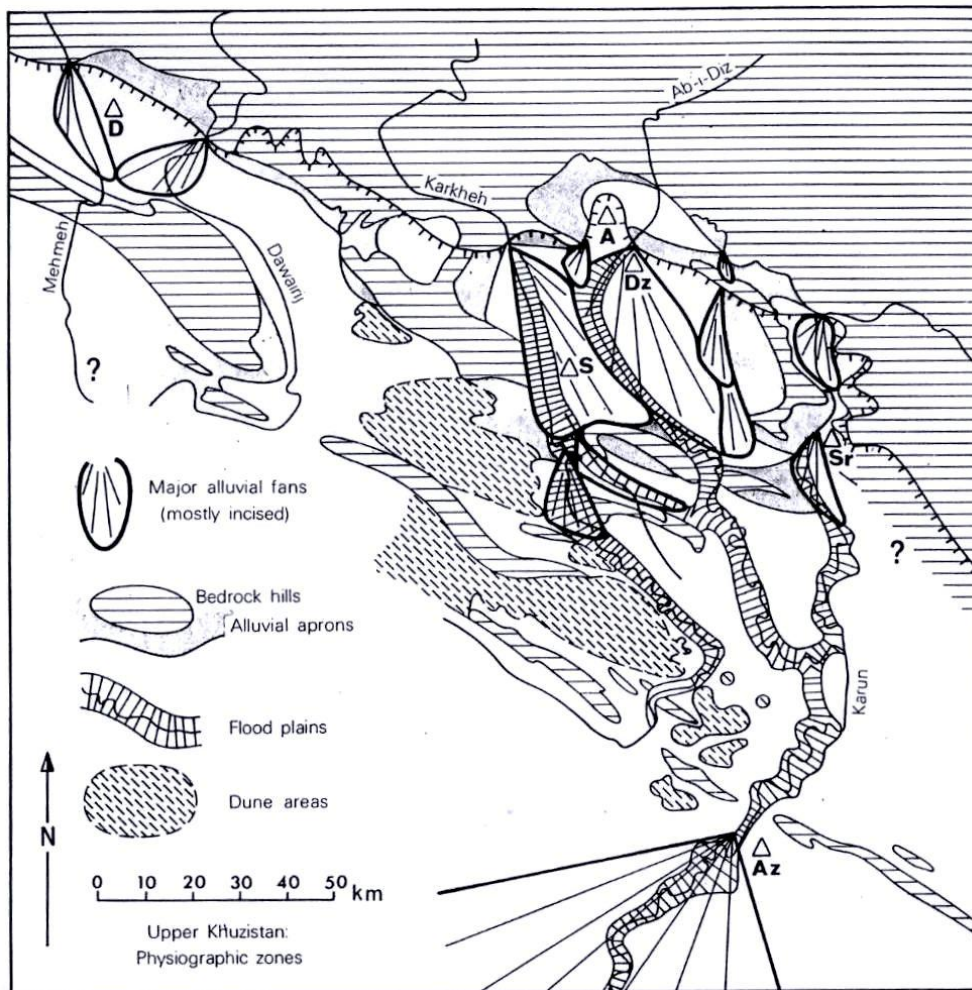 Ab-ı-Diz
D
Karkheh
A
Mehmeh
Dawairij
Dz
S
?
Sr
?
Major alluvial fans
(mostly incised)
Bedrock hills
Alluvial aprons
Karun
Flood plains
Dune areas
N
Az
0 10 20 30 40 50 km
Upper Khuzistan:
Physiographic zones